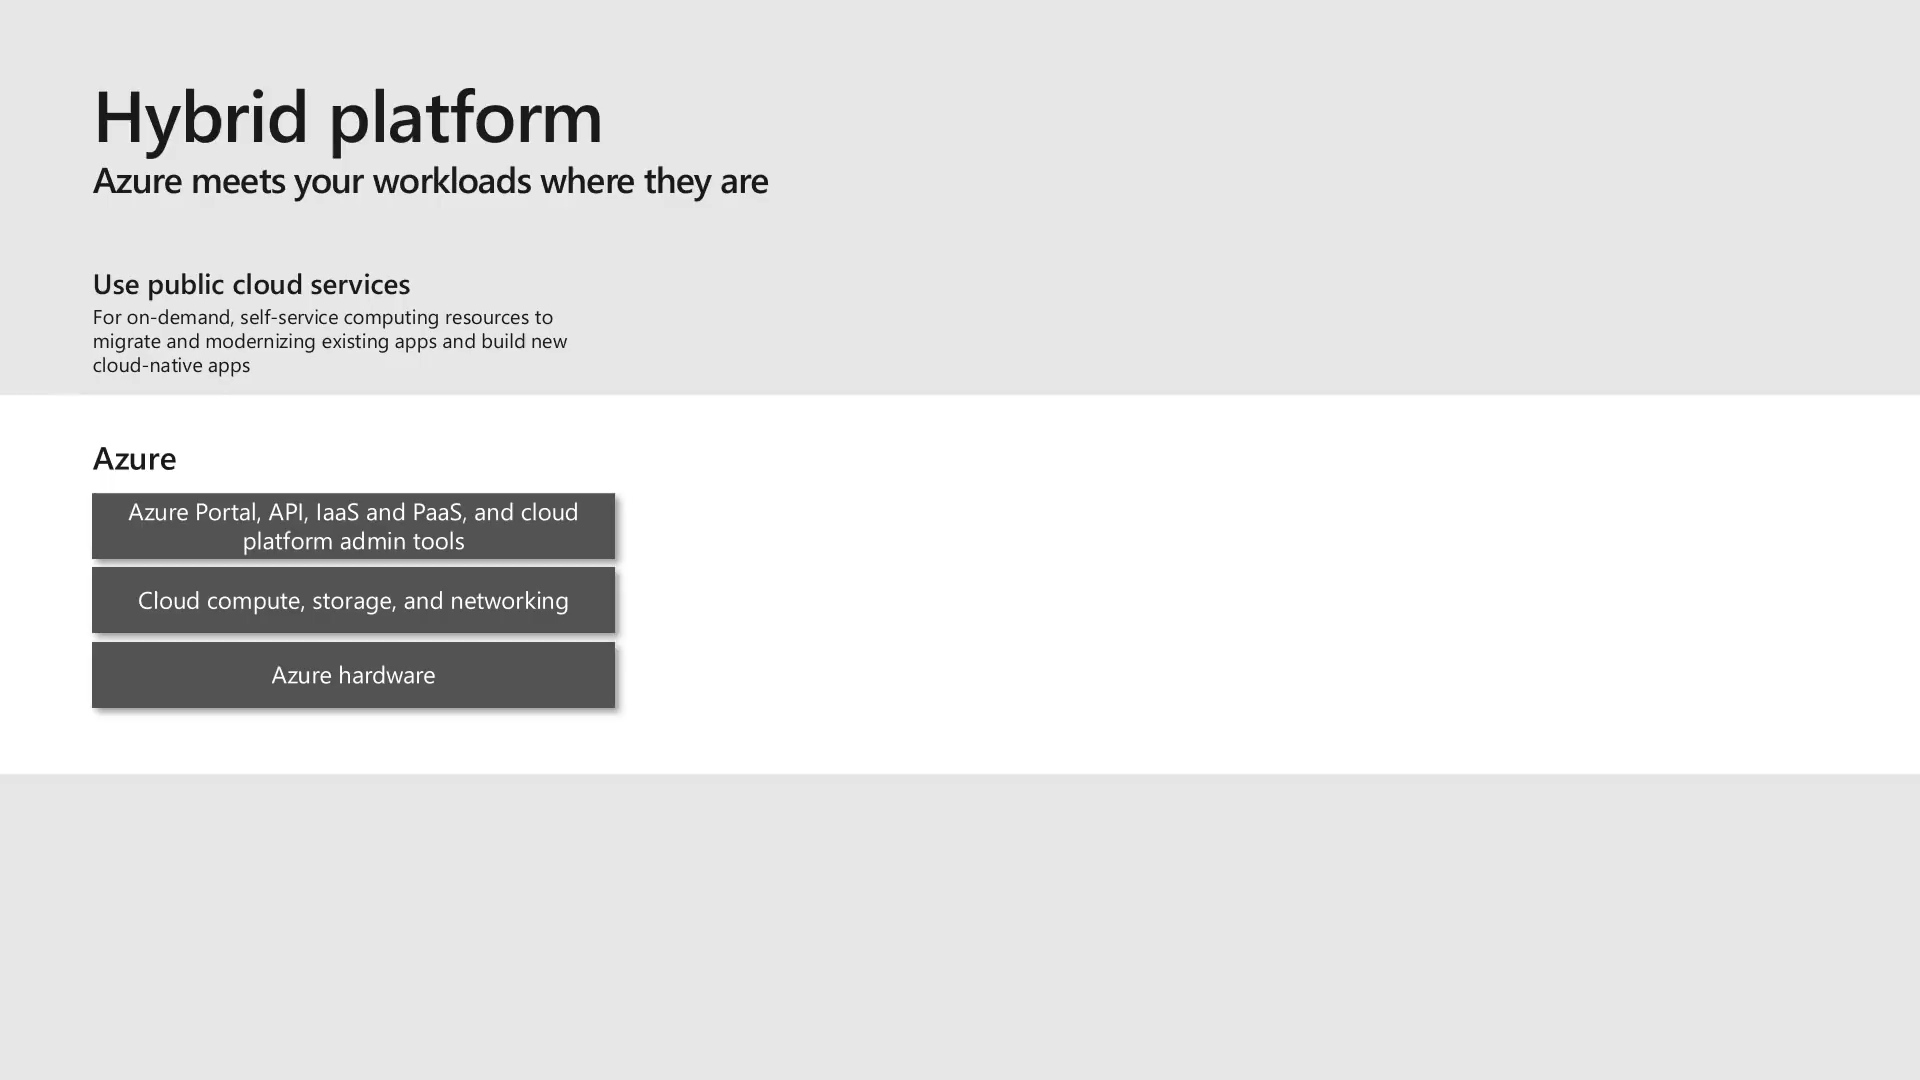 Hybrid platform
Azure meets your workloads where they are
Use public cloud services
For on-demand, self-service computing resources to
migrate and modernizing existing apps and build new
cloud-native apps
Azure
Azure Portal, API, IaaS and PaaS, and cloud
platform admin tools
Cloud compute, storage, and networking
Azure hardware